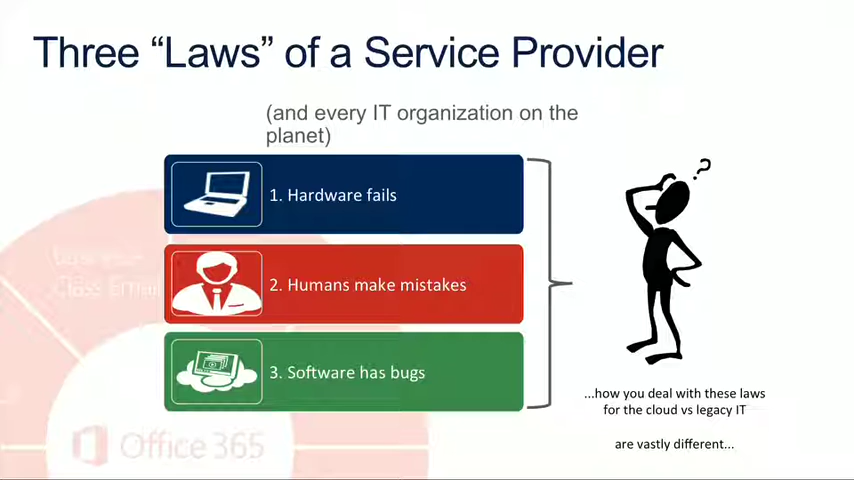 Three “Laws” of a Service Provider
(and every IT organization on the
planet)
1. Hardware fails
2. Humans make mistakes
3. Software has bugs
?
...how you deal with these laws
for the cloud vs legacy IT
are vastly different...
Class Email
Office 365